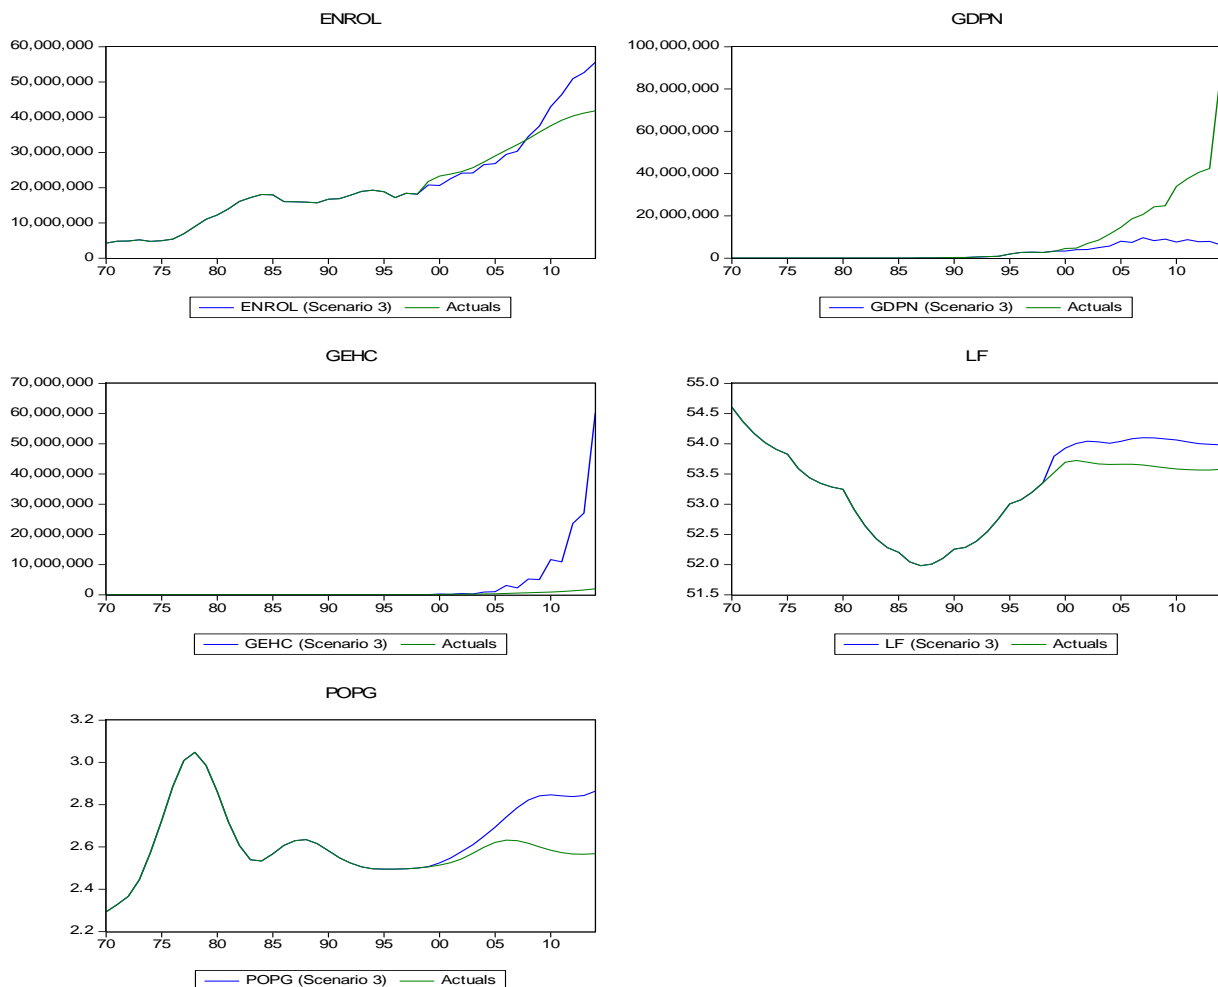 ENROL
60,000,000
50,000,000
40,000,000
30,000,000
20,000,000
10,000,000
0
70 75 80 85 90 95 00 05 10
ENROL (Scenario 3) Actuals
GDPN
100,000,000
80,000,000
60,000,000
40,000,000
20,000,000
0
70 75 80 85 90 95 00 05 10
GDPN (Scenario 3) Actuals
GEHC
70,000,000
60,000,000
50,000,000
40,000,000
30,000,000
20,000,000
10,000,000
0
70 75 80 85 90 95 00 05 10
GEHC (Scenario 3) Actuals
LF
55.0
54.5
54.0
53.5
53.0
52.5
52.0
51.5
70 75 80 85 90 95 00 05 10
LF (Scenario 3) Actuals
POPG
3.2
3.0
2.8
2.6
2.4
2.2
70 75 80 85 90 95 00 05 10
POPG (Scenario 3) Actuals